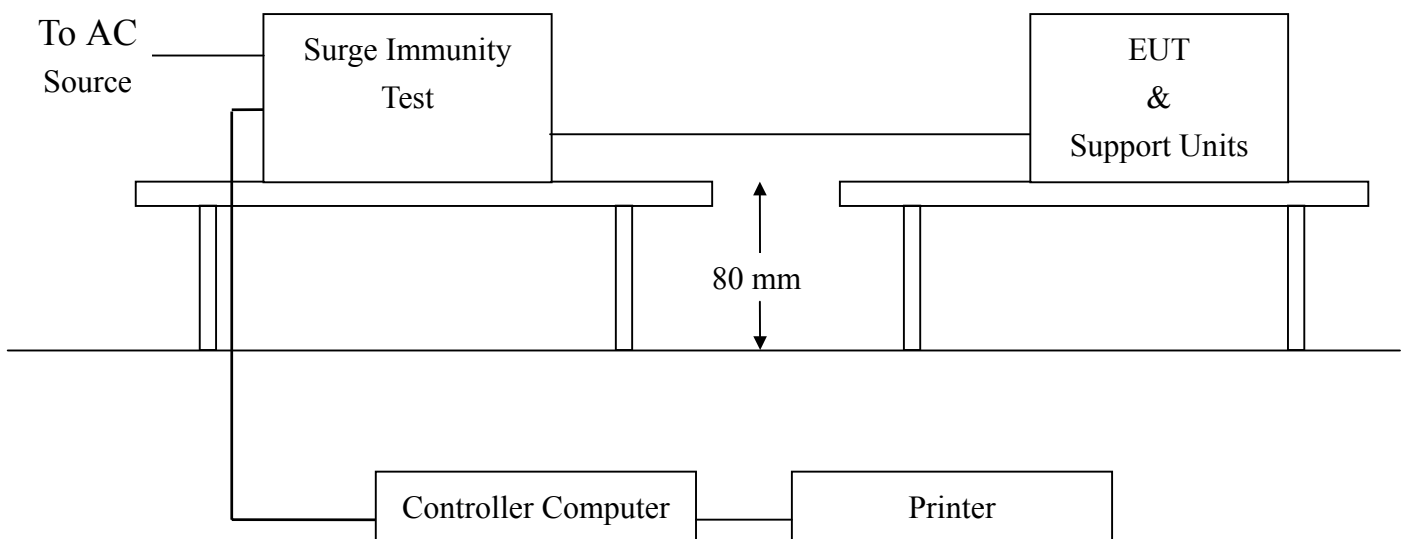 To AC
Source
Surge Immunity
Test
EUT
&
Support Units
80 mm
Controller Computer
Printer